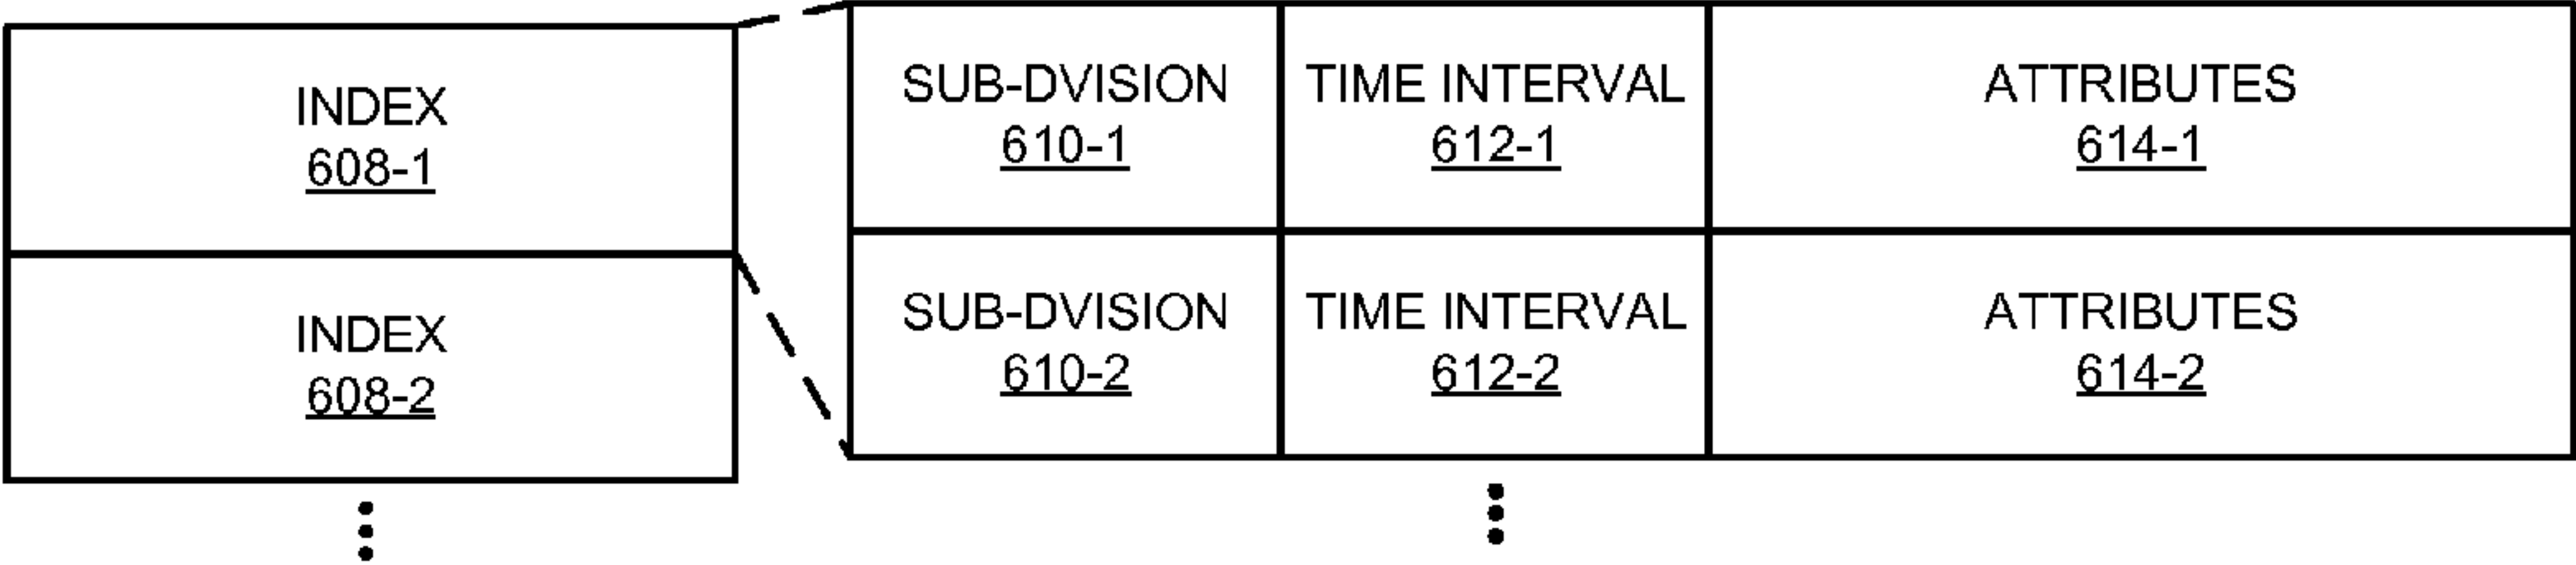 INDEX
608-1
INDEX
608-2
SUB-DVISION
610-1
TIME INTERVAL
612-1
ATTRIBUTES
614-1
SUB-DVISION
610-2
TIME INTERVAL
612-2
ATTRIBUTES
614-2